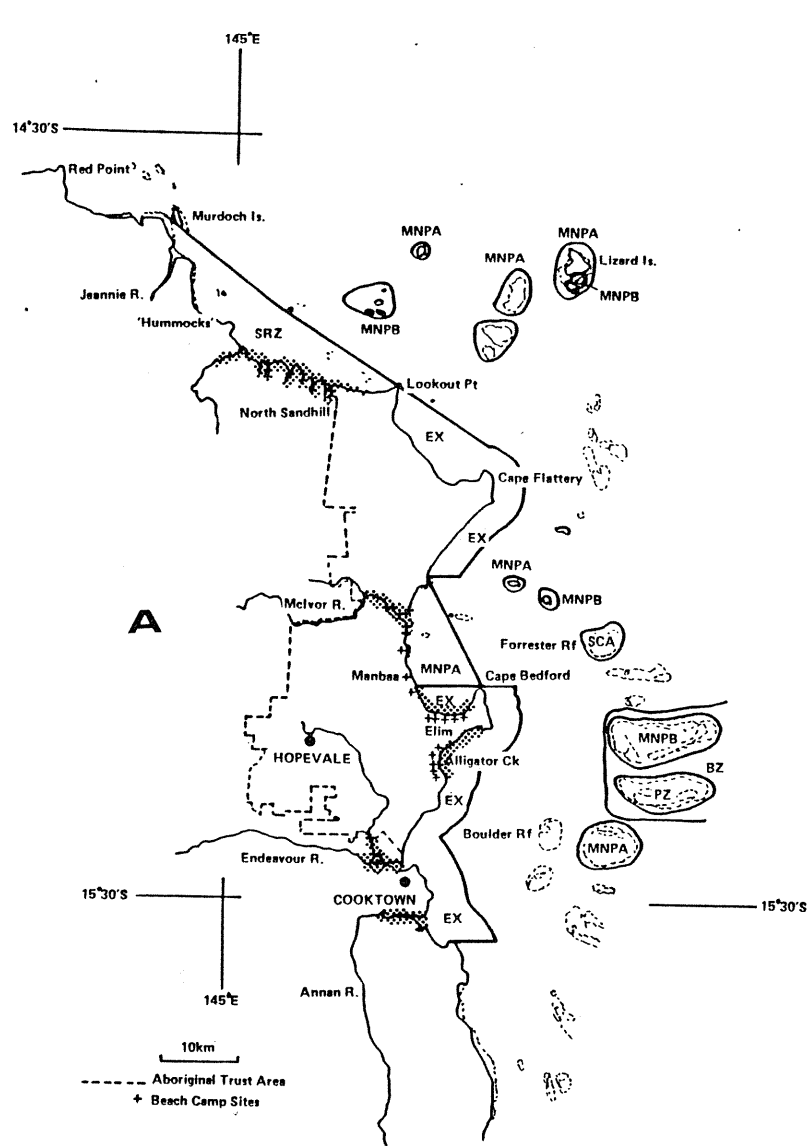 145°E
14°30'S
Red Point
Murdoch Is.
MNPA
MNPA
MNPA
Lizard Is.
MNPB
Jeannie R.
'Hummocks'
SRZ
MNPB
Lookout Pt
North Sandhill
EX
Cape Flattery
EX
MNPA
MNPB
McIvor R.
A
Forrester Rf
SCA
MNPA
Manbaa
Cape Bedford
EX
Elim
MNPB
HOPEVALE
Alligator Ck
BZ
PZ
EX
Boulder Rf
MNPA
Endeavour R.
15°30'S
COOKTOWN
15°30'S
EX
145°E
Annan R.
10km
Aboriginal Trust Area
+ Beach Camp Sites